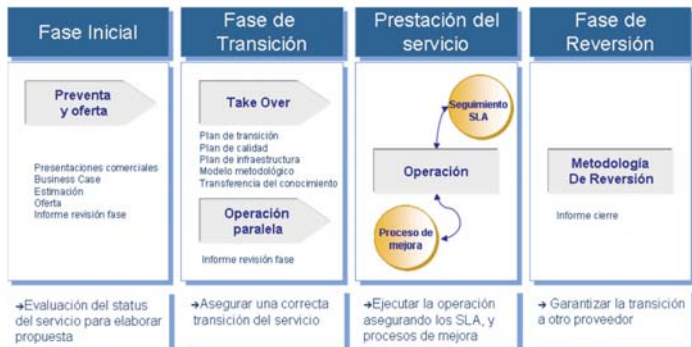 Fase Inicial
Preventa
y oferta
Presentaciones comerciales
Business Case
Estimación
Oferta
Informe revisión fase
➔Evaluación del status
del servicio para elaborar
propuesta
Fase de
Transición
Take Over
Plan de transición
Plan de calidad
Plan de infraestructura
Modelo metodológico
Transferencia del conocimiento
Operación
paralela
Informe revisión fase
➔Asegurar una correcta
transición del servicio
Prestación del
servicio
Seguimiento
SLA
Operación
Proceso de
mejora
➔Ejecutar la operación
asegurando los SLA, y
procesos de mejora
Fase de
Reversión
Metodología
De Reversión
Informe cierre
➔ Garantizar la transición
a otro proveedor